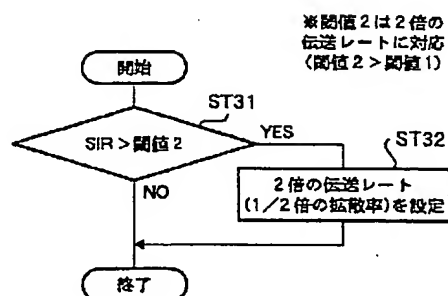 ※閾値2は2倍の
伝送レートに対応
(閾値2>閾値1)
開始
ST31
SIR>閾値2
YES
ST32
2倍の伝送レート
(1/2倍の拡散率)を設定
NO
終了